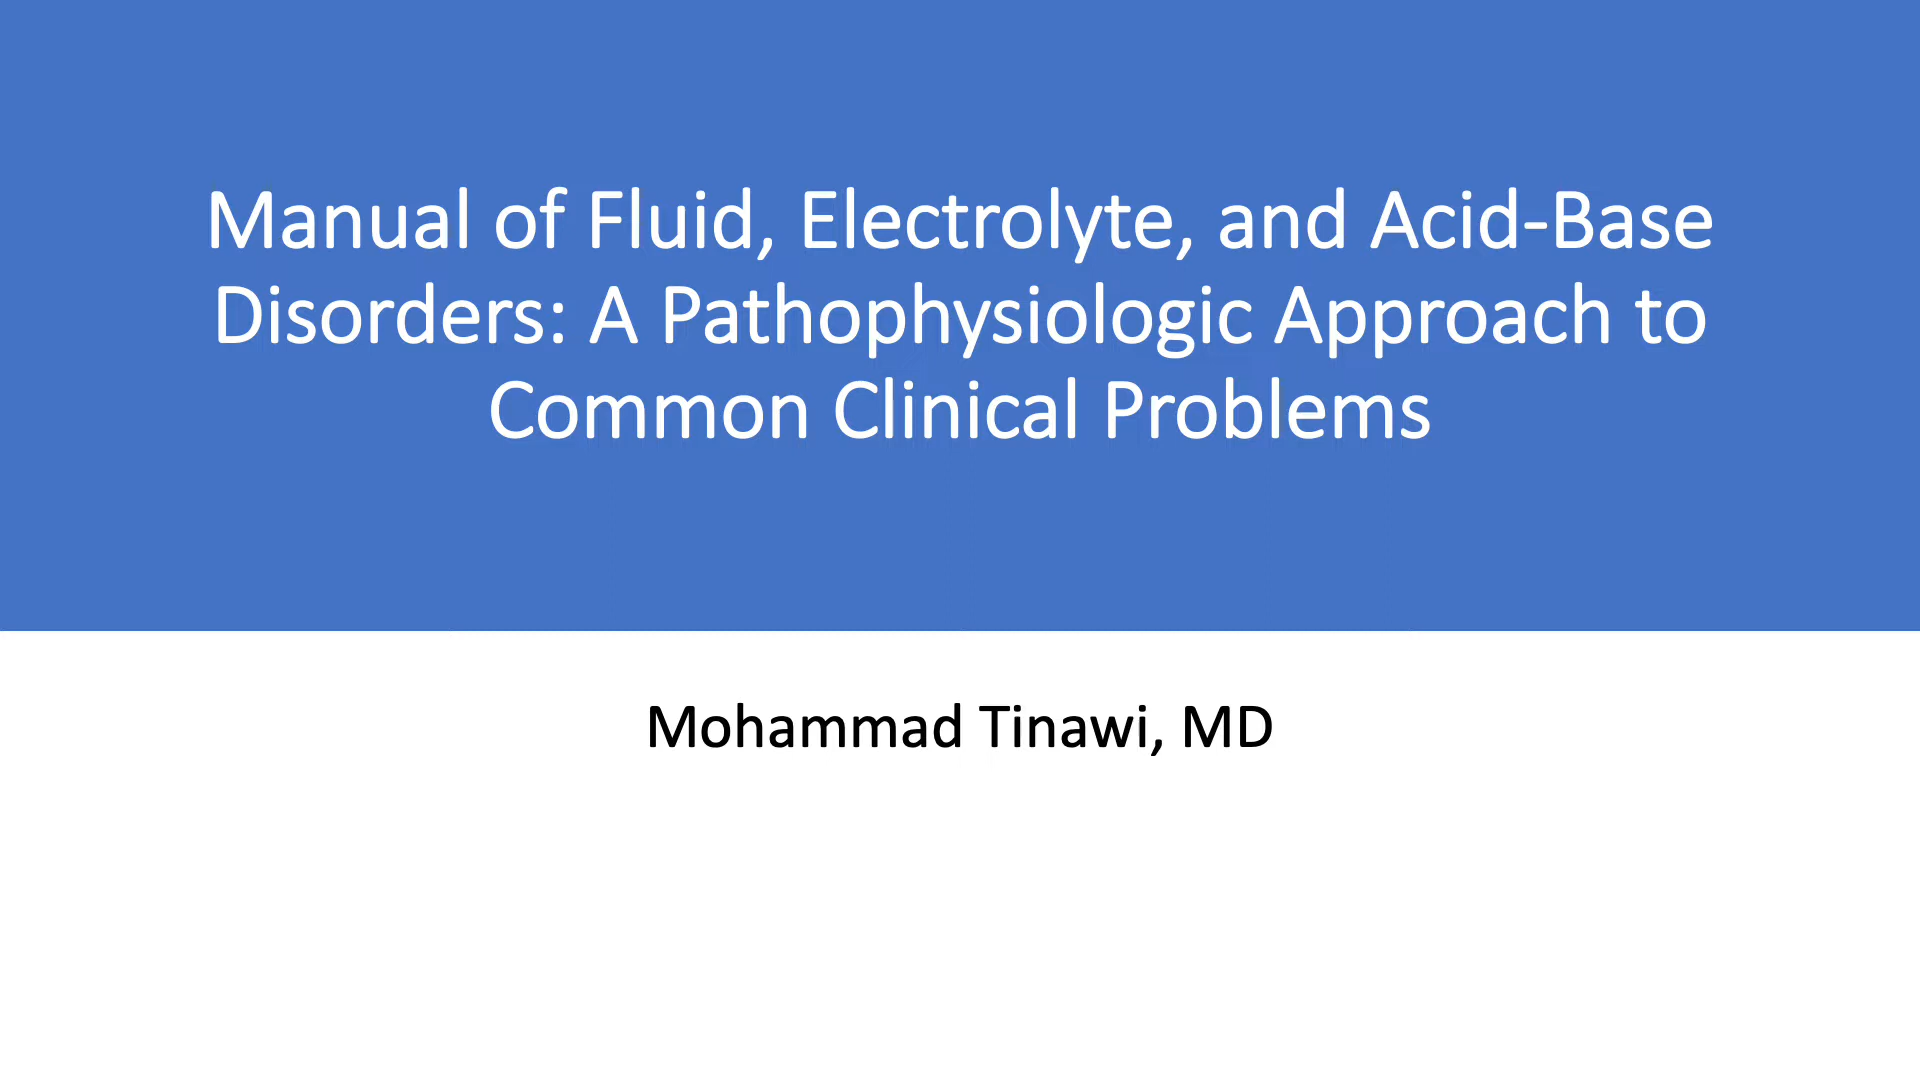 Manual of Fluid, Electrolyte, and Acid-Base
Disorders: A Pathophysiologic Approach to
Common Clinical Problems
Mohammad Tinawi, MD